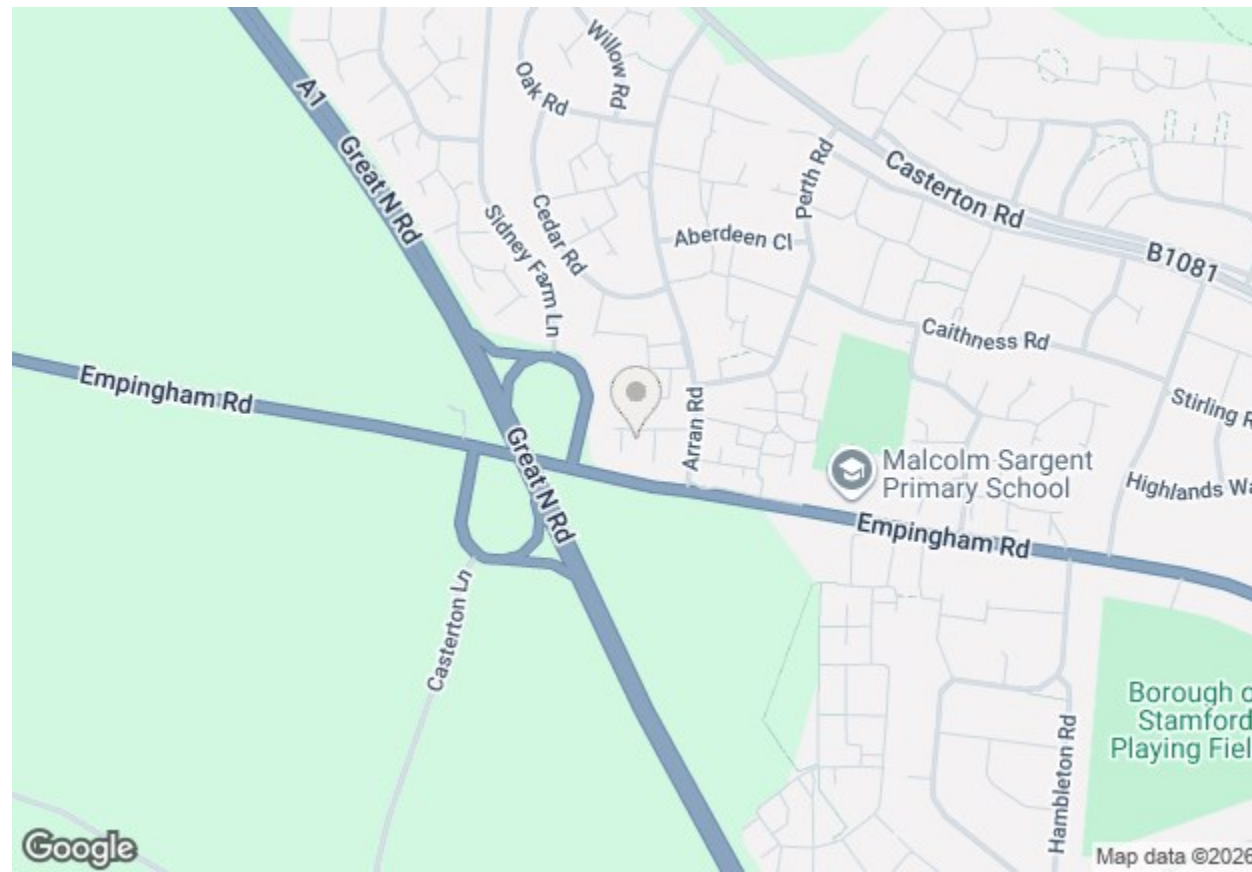 Willow Rd
Oak Rd
A1
Great N Rd
Perth Rd
Casterton Rd
Cedar Rd
Sidney Farm Ln
Aberdeen Cl
B1081
Caithness Rd
Empingham Rd
Stirling R
Arran Rd
Great N Rd
Malcolm Sargent
Primary School
Highlands Wa
Empingham Rd
Casterton Ln
Borough o
Stamford
Playing Fiel
Hambleton Rd
Google
Map data ©2026